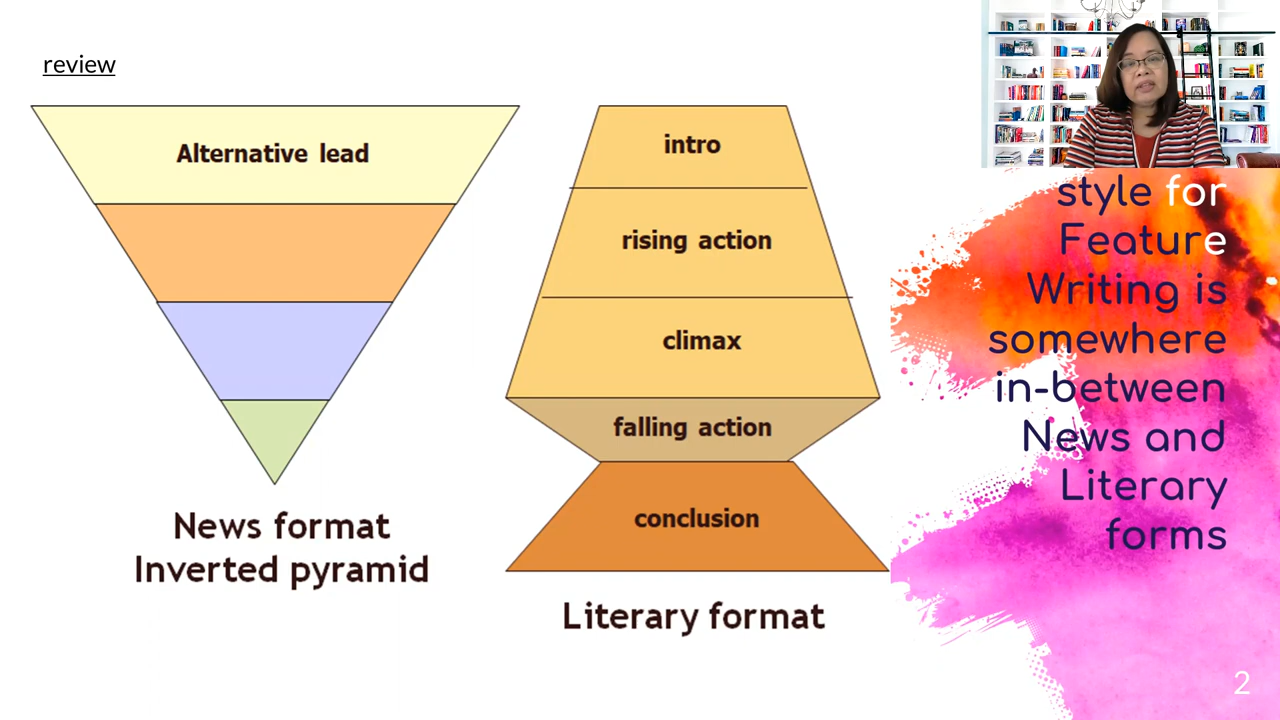 review
Alternative lead
News format
Inverted pyramid
intro
rising action
climax
falling action
conclusion
Literary format
style for
Feature
Writing is
somewhere
in-between
News and
Literary
forms
2